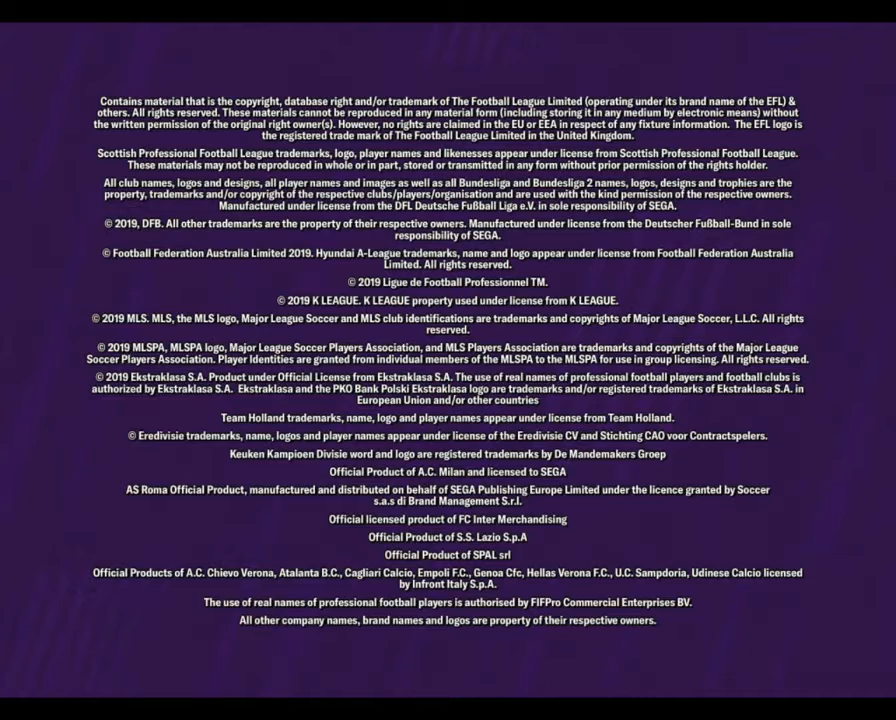 Contains material that is the copyright, database right and/or trademark of The Football League Limited (operating under its brand name of the EFL) &
others. All rights reserved. These materials cannot be reproduced in any material form (including storing it in any medium by electronic means) without
the written permission of the original right owner(s). However, no rights are claimed in the EU or EEA in respect of any fixture information. The EFL logo is
the registered trade mark of The Football League Limited in the United Kingdom.
Scottish Professional Football League trademarks, logo, player names and likenesses appear under license from Scottish Professional Football League.
These materials may not be reproduced in whole or in part, stored or transmitted in any form without prior permission of the rights holder.
All club names, logos and designs, all player names and images as well as all Bundesliga and Bundesliga 2 names, logos, designs and trophies are the
property, trademarks and/or copyright of the respective clubs/players/organisation and are used with the kind permission of the respective owners.
Manufactured under license from the DFL Deutsche Fußball Liga e.V. in sole responsibility of SEGA.
© 2019, DFB. All other trademarks are the property of their respective owners. Manufactured under license from the Deutscher Fußball-Bund in sole
responsibility of SEGA.
© Football Federation Australia Limited 2019. Hyundai A-League trademarks, name and logo appear under license from Football Federation Australia
Limited. All rights reserved.
© 2019 Ligue de Football Professionnel TM.
© 2019 K LEAGUE. K LEAGUE property used under license from K LEAGUE.
© 2019 MLS. MLS, the MLS logo, Major League Soccer and MLS club identifications are trademarks and copyrights of Major League Soccer, L.L.C. All rights
reserved.
© 2019 MLSPA, MLSPA logo, Major League Soccer Players Association, and MLS Players Association are trademarks and copyrights of the Major League
Soccer Players Association. Player Identities are granted from individual members of the MLSPA to the MLSPA for use in group licensing. All rights reserved.
© 2019 Ekstraklasa S.A. Product under Official License from Ekstraklasa S.A. The use of real names of professional football players and football clubs is
authorized by Ekstraklasa S.A. Ekstraklasa and the PKO Bank Polski Ekstraklasa logo are trademarks and/or registered trademarks of Ekstraklasa S.A. in
European Union and/or other countries
Team Holland trademarks, name, logo and player names appear under license from Team Holland.
© Eredivisie trademarks, name, logos and player names appear under license of the Eredivisie CV and Stichting CAO voor Contractspelers.
Keuken Kampioen Divisie word and logo are registered trademarks by De Mandemakers Groep
Official Product of A.C. Milan and licensed to SEGA
AS Roma Official Product, manufactured and distributed on behalf of SEGA Publishing Europe Limited under the licence granted by Soccer
s.a.s di Brand Management S.r.l.
Official licensed product of FC Inter Merchandising
Official Product of S.S. Lazio S.p.A
Official Product of SPAL srl
Official Products of A.C. Chievo Verona, Atalanta B.C., Cagliari Calcio, Empoli F.C., Genoa Cfc, Hellas Verona F.C., U.C. Sampdoria, Udinese Calcio licensed
by Infront Italy S.p.A.
The use of real names of professional football players is authorised by FIFPro Commercial Enterprises BV.
All other company names, brand names and logos are property of their respective owners.